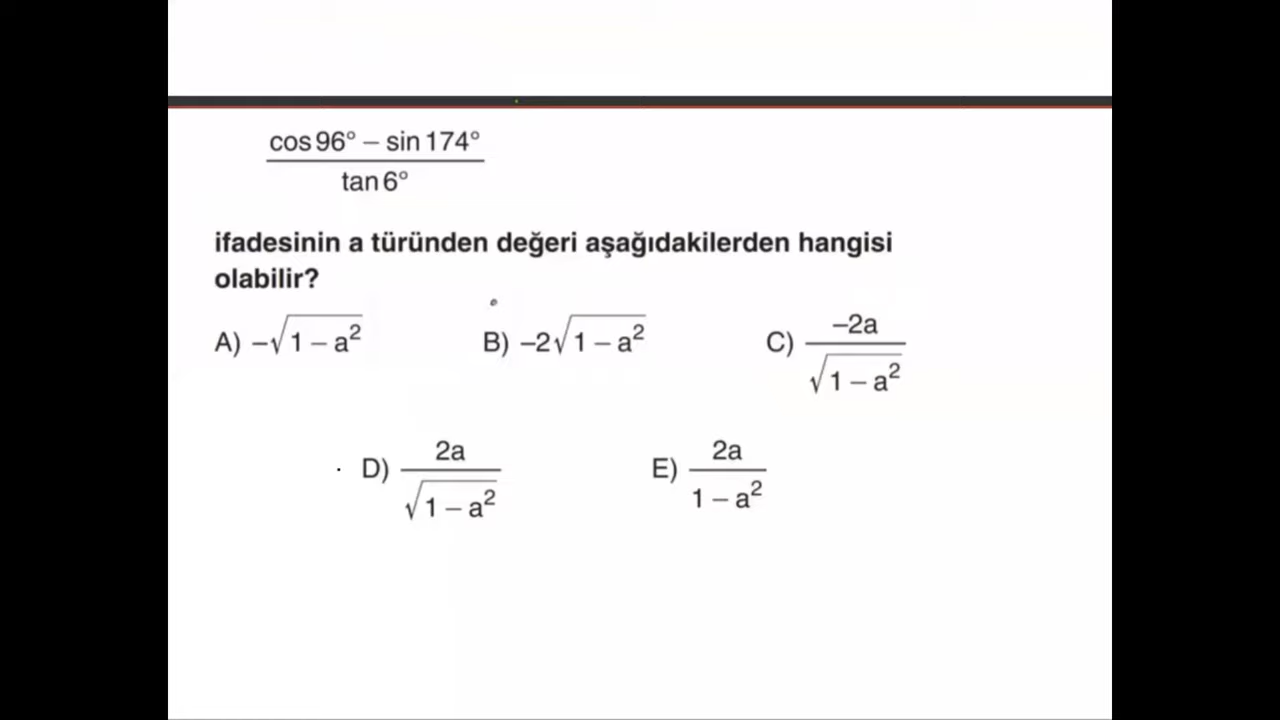 cos 96° – sin 174°
tan 6°
ifadesinin a türünden değeri aşağıdakilerden hangisi
olabilir?
A) –√1 – a²
B) –2√1 – a²
C) –2a
√1 – a²
D) 2a
√1 – a²
E) 2a
1 – a²